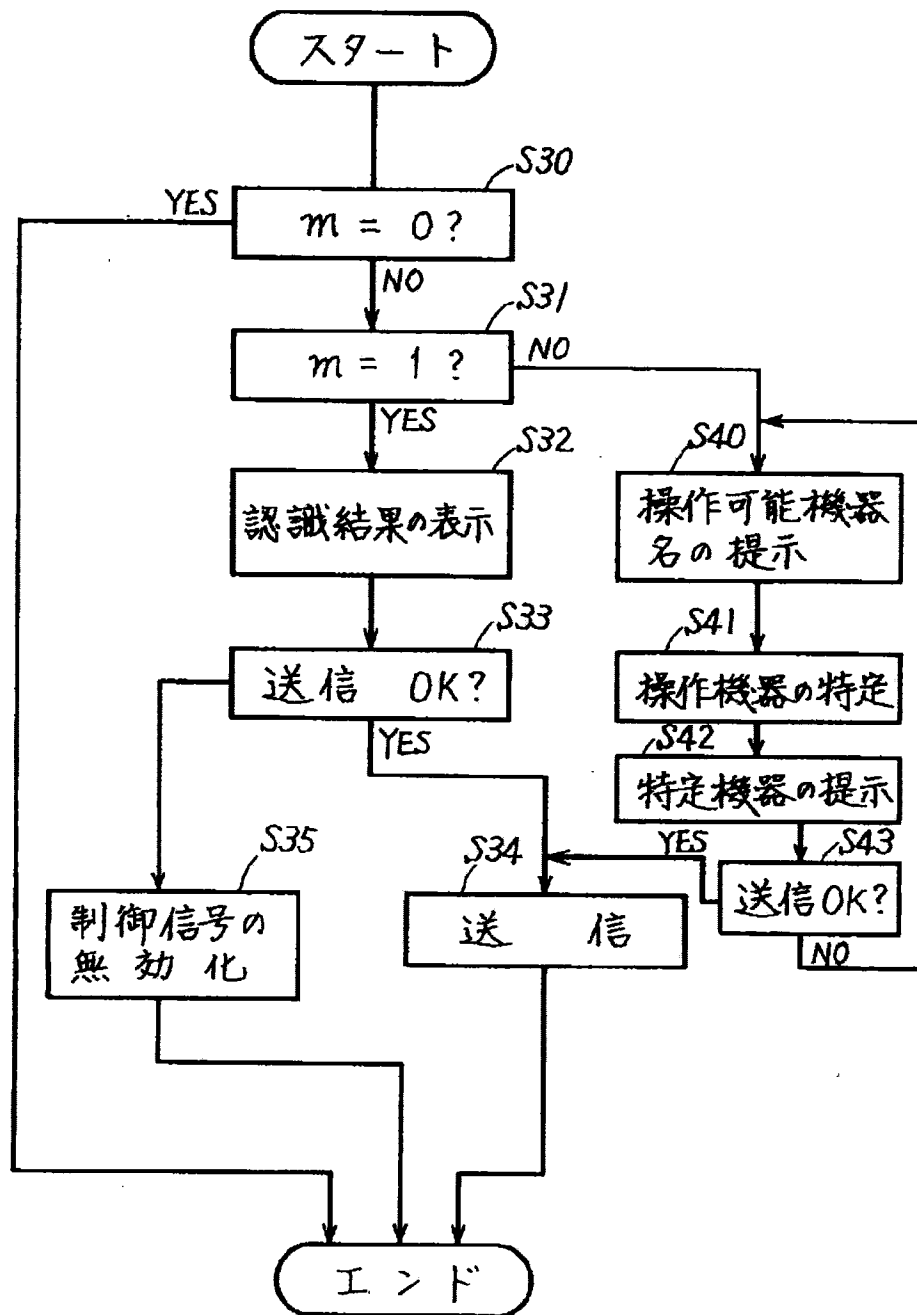 スタート
S30
YES
m = 0?
NO
S31
m = 1?
NO
YES
S32
認識結果の表示
S33
送信 OK?
YES
S35
制御信号の
無効化
S34
送信
S40
操作可能機器
名の提示
S41
操作機器の特定
S42
特定機器の提示
YES
S43
送信OK?
NO
エンド